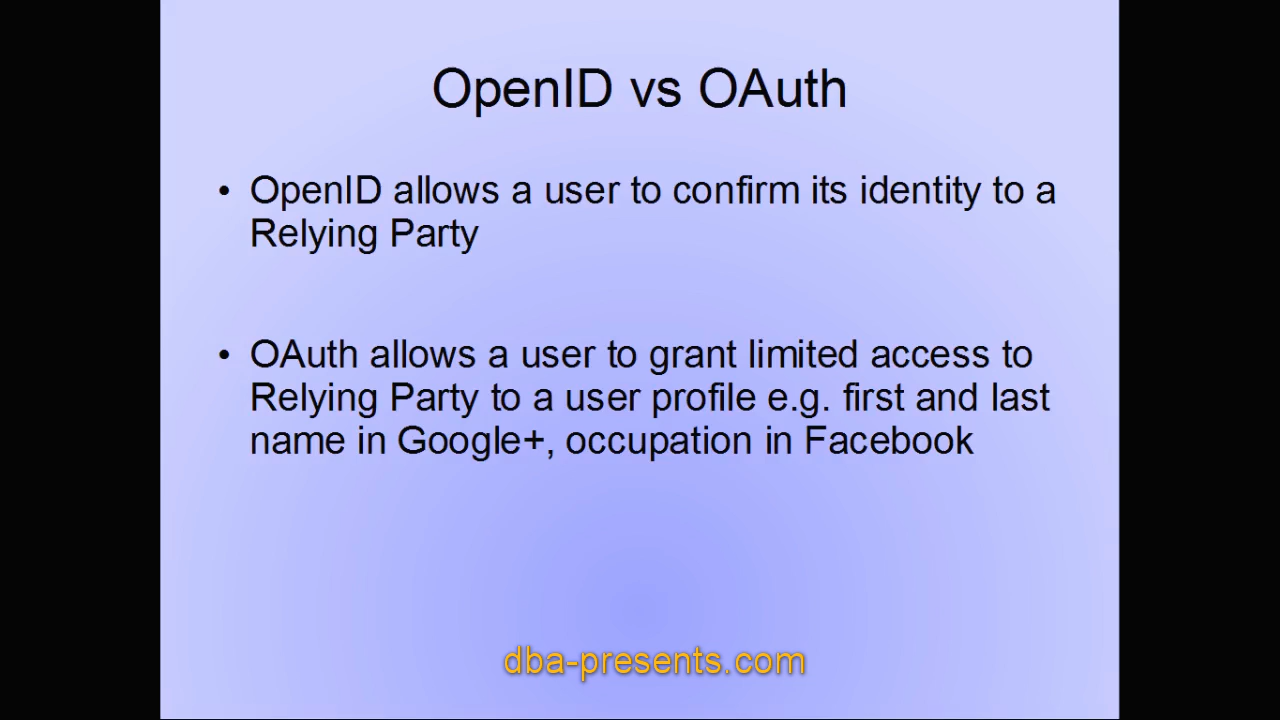 OpenID vs OAuth
• OpenID allows a user to confirm its identity to a
Relying Party
• OAuth allows a user to grant limited access to
Relying Party to a user profile e.g. first and last
name in Google+, occupation in Facebook
dba-presents.com